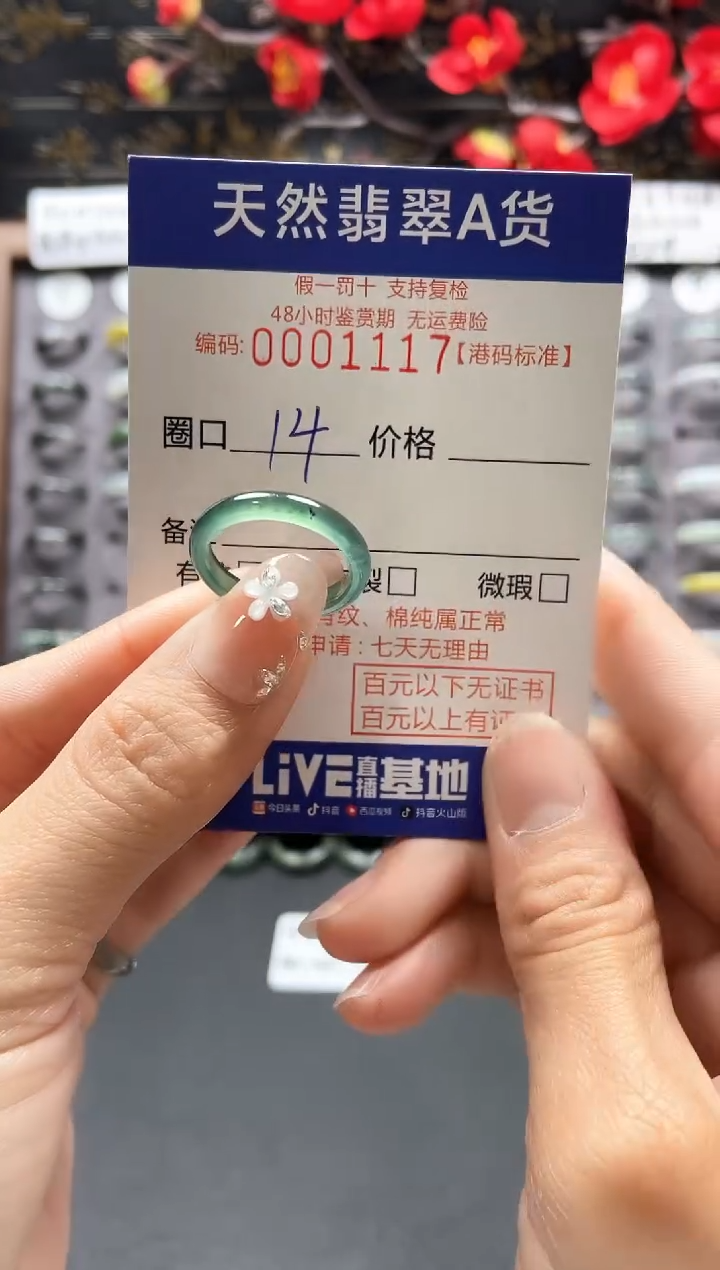 天然翡翠A货
假一罚十 支持复检
48小时鉴赏期 无运费险
编码: 0001117【港码标准】
圈口 14 价格
备
有 裂□ 微瑕□
纹、棉纯属正常
申请：七天无理由
百元以下无证书
百元以上有证
LiVE直播基地
今日头条 抖音 西瓜视频 抖音火山版